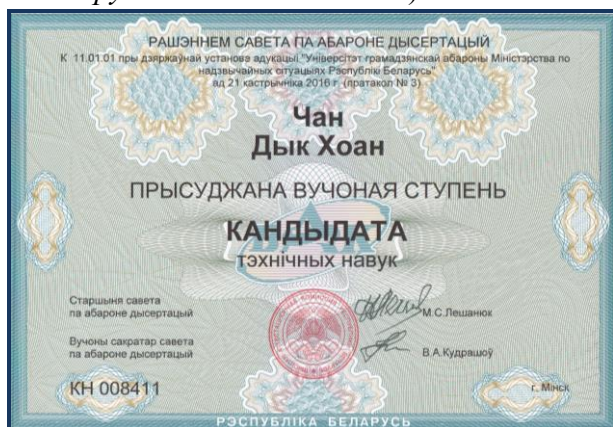 РАШЭННЕМ САВЕТА ПА АБАРОНЕ ДЫСЕРТАЦЫЙ
К 11.01.01 пры дзяржаўнай установе адукацыі "Універсітэт грамадзянскай абароны Міністэрства па
надзвычайных сітуацыях Рэспублікі Беларусь"
ад 21 кастрычніка 2016 г. (пратакол № 3)
Чан
Дык Хоан
ПРЫСУДЖАНА ВУЧОНАЯ СТУПЕНЬ
КАНДЫДАТА
тэхнічных навук
Старшыня савета
па абароне дысертацый
М.С.Лешанюк
Вучоны сакратар савета
па абароне дысертацый
В.А.Кудрашоў
КН 008411
г. Мінск
РЭСПУБЛІКА БЕЛАРУСЬ